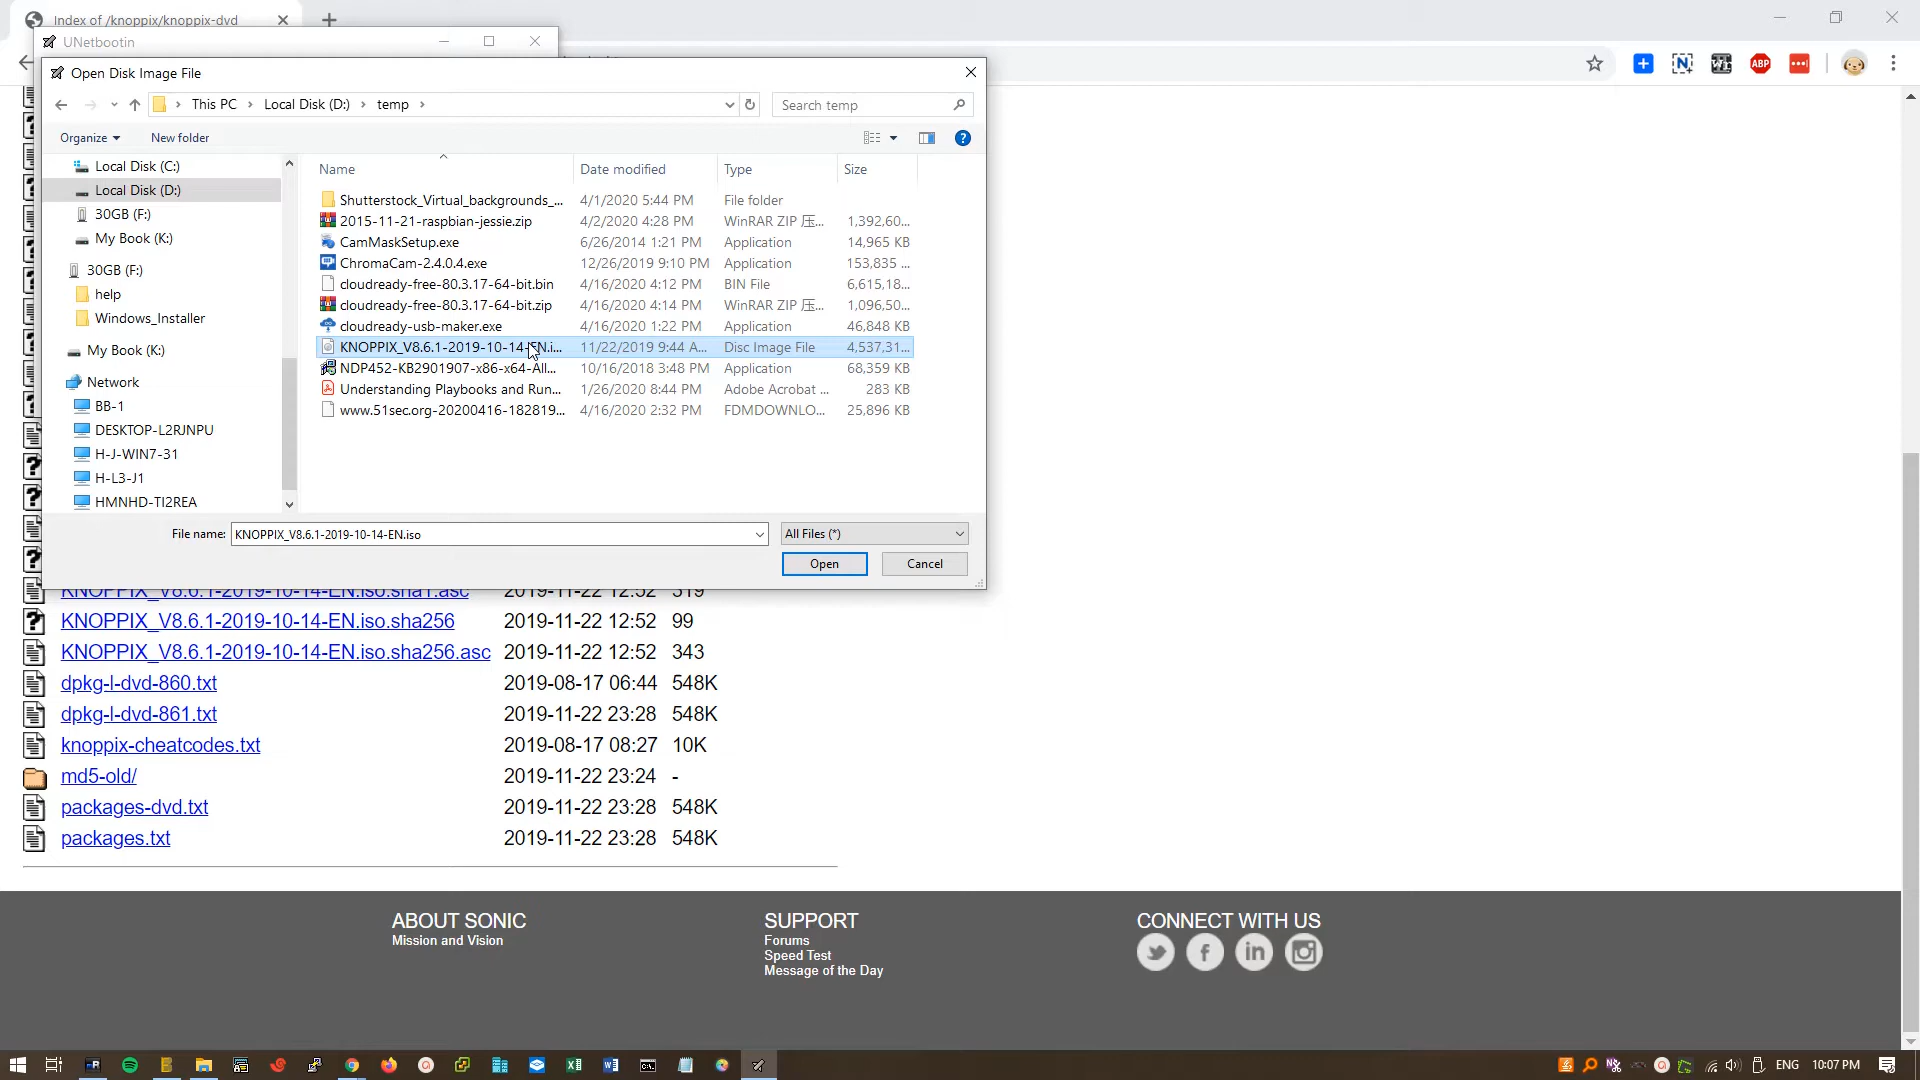 Index of /knoppix/knoppix-dvd
UNetbootin
Open Disk Image File
This PC > Local Disk (D:) > temp >
Search temp
Organize
New folder
Name
Date modified
Type
Size
Local Disk (C:)
Local Disk (D:)
30GB (F:)
My Book (K:)
30GB (F:)
help
Windows_Installer
My Book (K:)
Network
BB-1
DESKTOP-L2RJNPU
H-J-WIN7-31
H-L3-J1
HMNHD-TI2REA
Shutterstock_Virtual_backgrounds_... 4/1/2020 5:44 PM File folder
2015-11-21-raspbian-jessie.zip 4/2/2020 4:28 PM WinRAR ZIP 压... 1,392,60...
CamMaskSetup.exe 6/26/2014 1:21 PM Application 14,965 KB
ChromaCam-2.4.0.4.exe 12/26/2019 9:10 PM Application 153,835 ...
cloudready-free-80.3.17-64-bit.bin 4/16/2020 4:12 PM BIN File 6,615,18...
cloudready-free-80.3.17-64-bit.zip 4/16/2020 4:14 PM WinRAR ZIP 压... 1,096,50...
cloudready-usb-maker.exe 4/16/2020 1:22 PM Application 46,848 KB
KNOPPIX_V8.6.1-2019-10-14-EN.i... 11/22/2019 9:44 A... Disc Image File 4,537,31...
NDP452-KB2901907-x86-x64-All... 10/16/2018 3:48 PM Application 68,359 KB
Understanding Playbooks and Run... 1/26/2020 8:44 PM Adobe Acrobat ... 283 KB
www.51sec.org-20200416-182819... 4/16/2020 2:32 PM FDMDOWNLO... 25,896 KB
File name: KNOPPIX_V8.6.1-2019-10-14-EN.iso
All Files (*)
Open
Cancel
KNOPPIX_V8.6.1-2019-10-14-EN.iso.sha1.asc 2019-11-22 12:52 319
KNOPPIX_V8.6.1-2019-10-14-EN.iso.sha256 2019-11-22 12:52 99
KNOPPIX_V8.6.1-2019-10-14-EN.iso.sha256.asc 2019-11-22 12:52 343
dpkg-l-dvd-860.txt 2019-08-17 06:44 548K
dpkg-l-dvd-861.txt 2019-11-22 23:28 548K
knoppix-cheatcodes.txt 2019-08-17 08:27 10K
md5-old/ 2019-11-22 23:24 -
packages-dvd.txt 2019-11-22 23:28 548K
packages.txt 2019-11-22 23:28 548K
ABOUT SONIC
Mission and Vision
SUPPORT
Forums
Speed Test
Message of the Day
CONNECT WITH US
ABP
ENG 10:07 PM